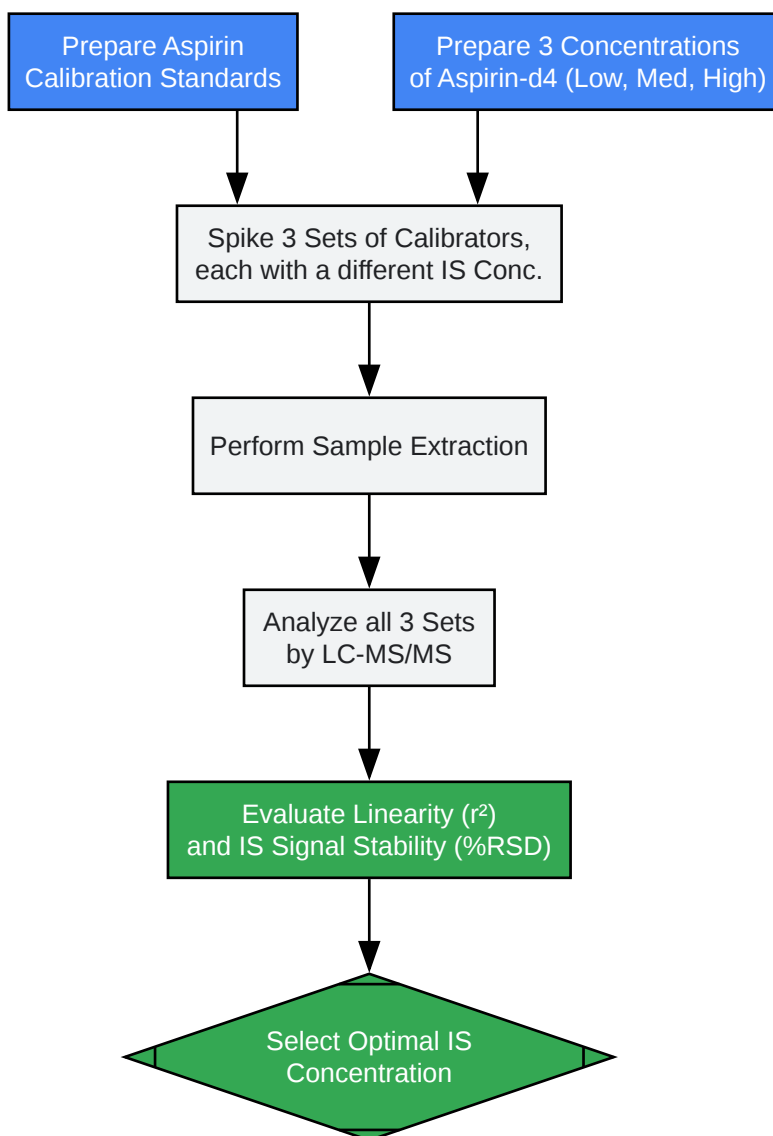 Prepare Aspirin
Calibration Standards
Prepare 3 Concentrations
of Aspirin-d4 (Low, Med, High)
Spike 3 Sets of Calibrators,
each with a different IS Conc.
Perform Sample Extraction
Analyze all 3 Sets
by LC-MS/MS
Evaluate Linearity (r²)
and IS Signal Stability (%RSD)
Select Optimal IS
Concentration